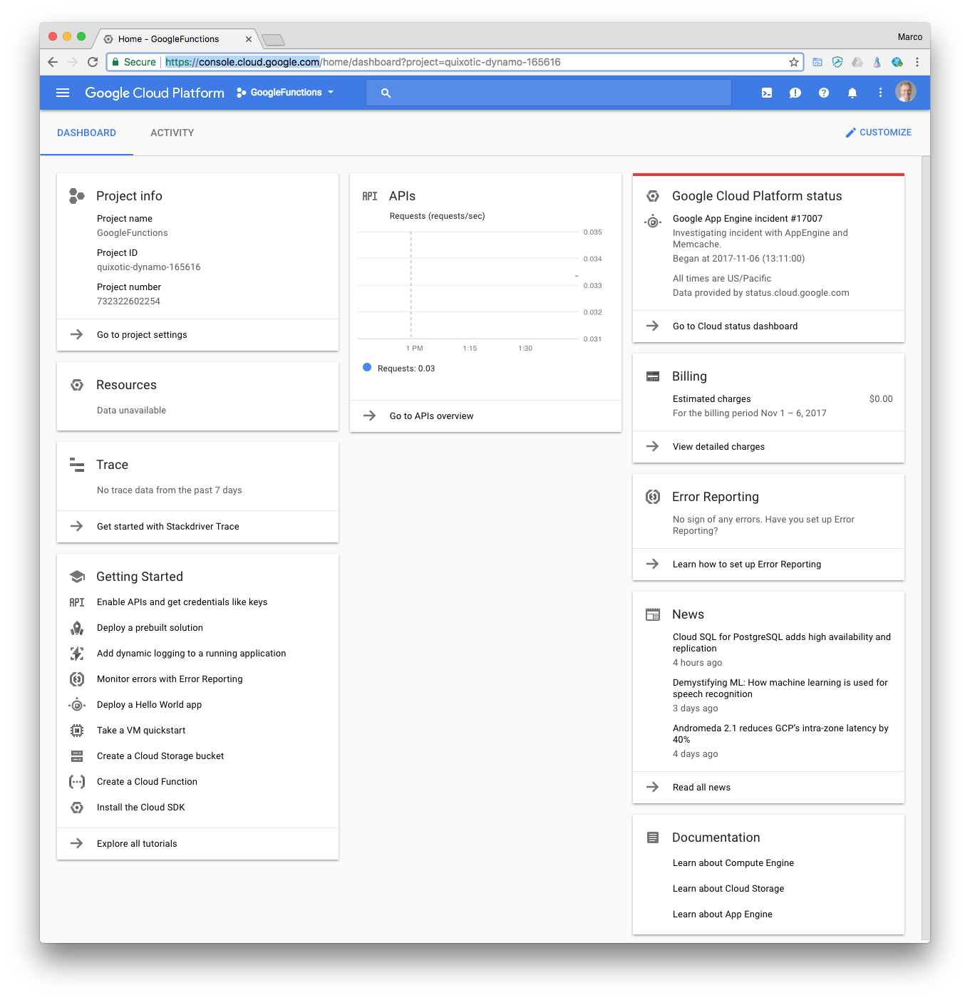 Home - GoogleFunctions
Marco
Secure
https://console.cloud.google.com/home/dashboard?project=quixotic-dynamo-165616
Google Cloud Platform
GoogleFunctions
DASHBOARD
ACTIVITY
CUSTOMIZE
Project info
Project name
GoogleFunctions
Project ID
quixotic-dynamo-165616
Project number
732322602254
Go to project settings
Resources
Data unavailable
Trace
No trace data from the past 7 days
Get started with Stackdriver Trace
Getting Started
API Enable APIs and get credentials like keys
Deploy a prebuilt solution
Add dynamic logging to a running application
Monitor errors with Error Reporting
Deploy a Hello World app
Take a VM quickstart
Create a Cloud Storage bucket
Create a Cloud Function
Install the Cloud SDK
Explore all tutorials
API APIs
Requests (requests/sec)
0.035
0.034
0.033
0.032
0.031
1 PM 1:15 1:30
Requests: 0.03
Go to APIs overview
Google Cloud Platform status
Google App Engine incident #17007
Investigating incident with AppEngine and
Memcache.
Began at 2017-11-06 (13:11:00)
All times are US/Pacific
Data provided by status.cloud.google.com
Go to Cloud status dashboard
Billing
Estimated charges $0.00
For the billing period Nov 1 – 6, 2017
View detailed charges
Error Reporting
No sign of any errors. Have you set up Error
Reporting?
Learn how to set up Error Reporting
News
Cloud SQL for PostgreSQL adds high availability and
replication
4 hours ago
Demystifying ML: How machine learning is used for
speech recognition
3 days ago
Andromeda 2.1 reduces GCP’s intra-zone latency by
40%
4 days ago
Read all news
Documentation
Learn about Compute Engine
Learn about Cloud Storage
Learn about App Engine